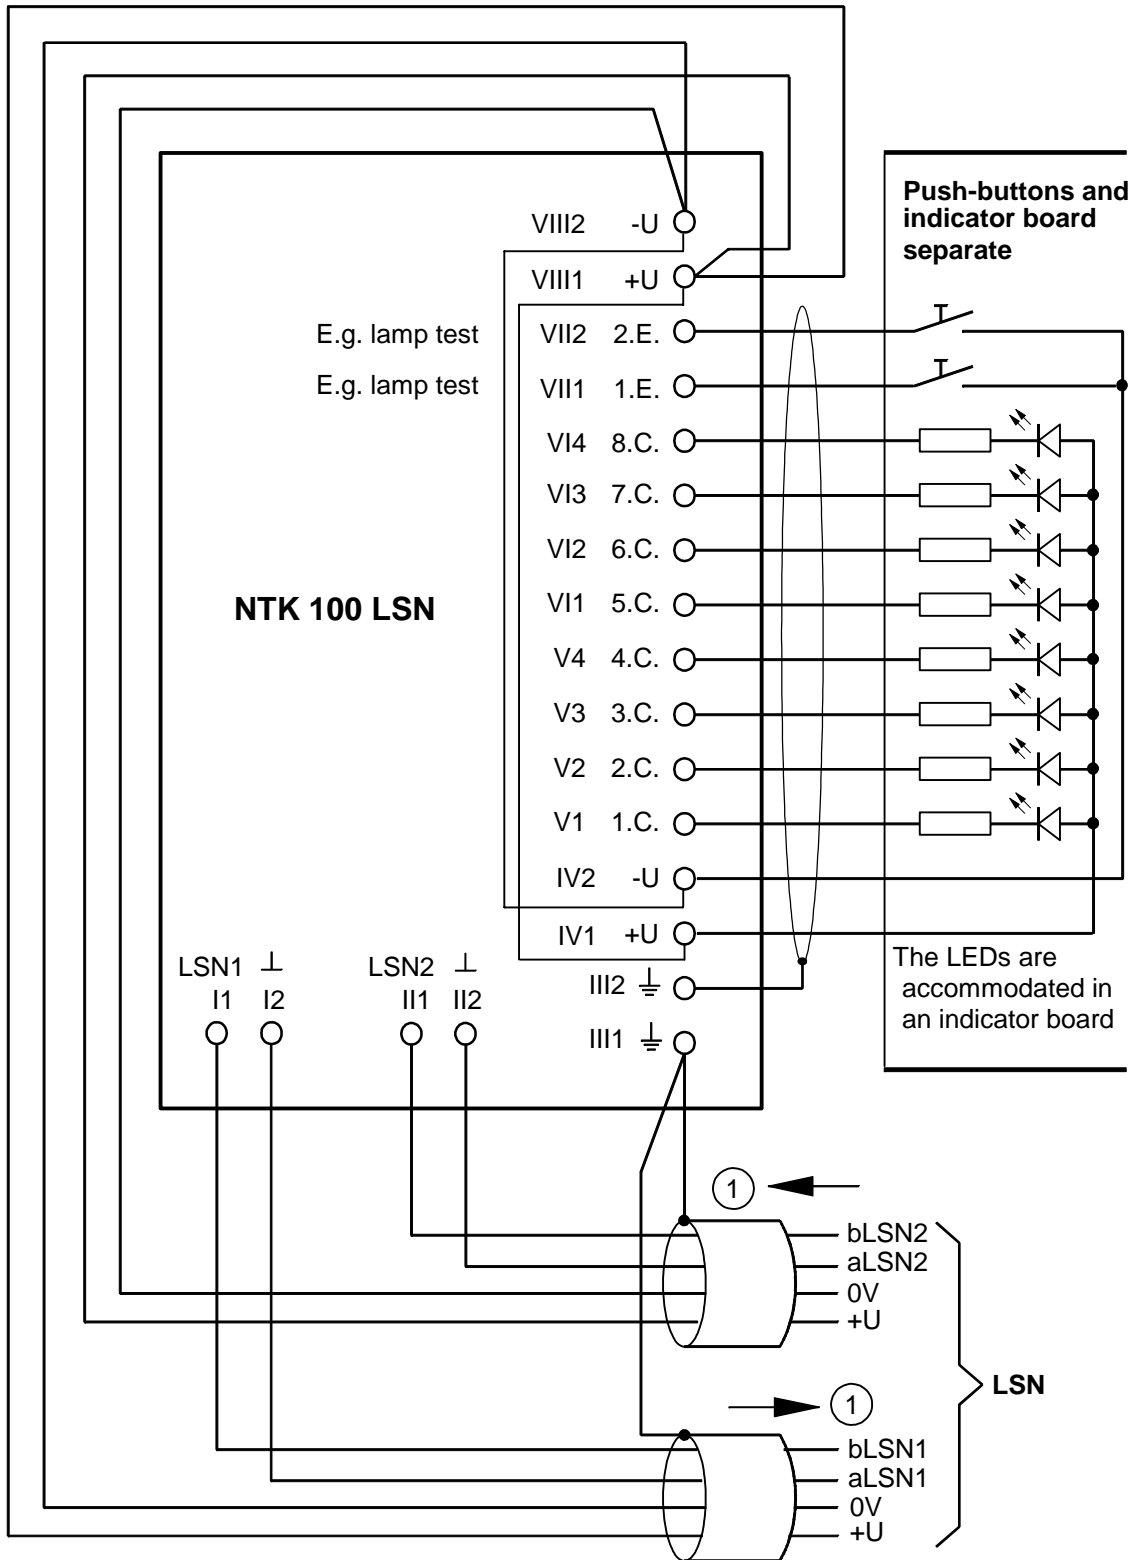 Push-buttons and
indicator board
separate
VIII2 -U
VIII1 +U
E.g. lamp test VII2 2.E.
E.g. lamp test VII1 1.E.
VI4 8.C.
VI3 7.C.
VI2 6.C.
VI1 5.C.
NTK 100 LSN
V4 4.C.
V3 3.C.
V2 2.C.
V1 1.C.
IV2 -U
IV1 +U
The LEDs are
accommodated in
an indicator board
LSN1 ⊥ LSN2 ⊥
I1 I2 II1 II2
III2
III1
1
bLSN2
aLSN2
0V
+U
LSN
1
bLSN1
aLSN1
0V
+U